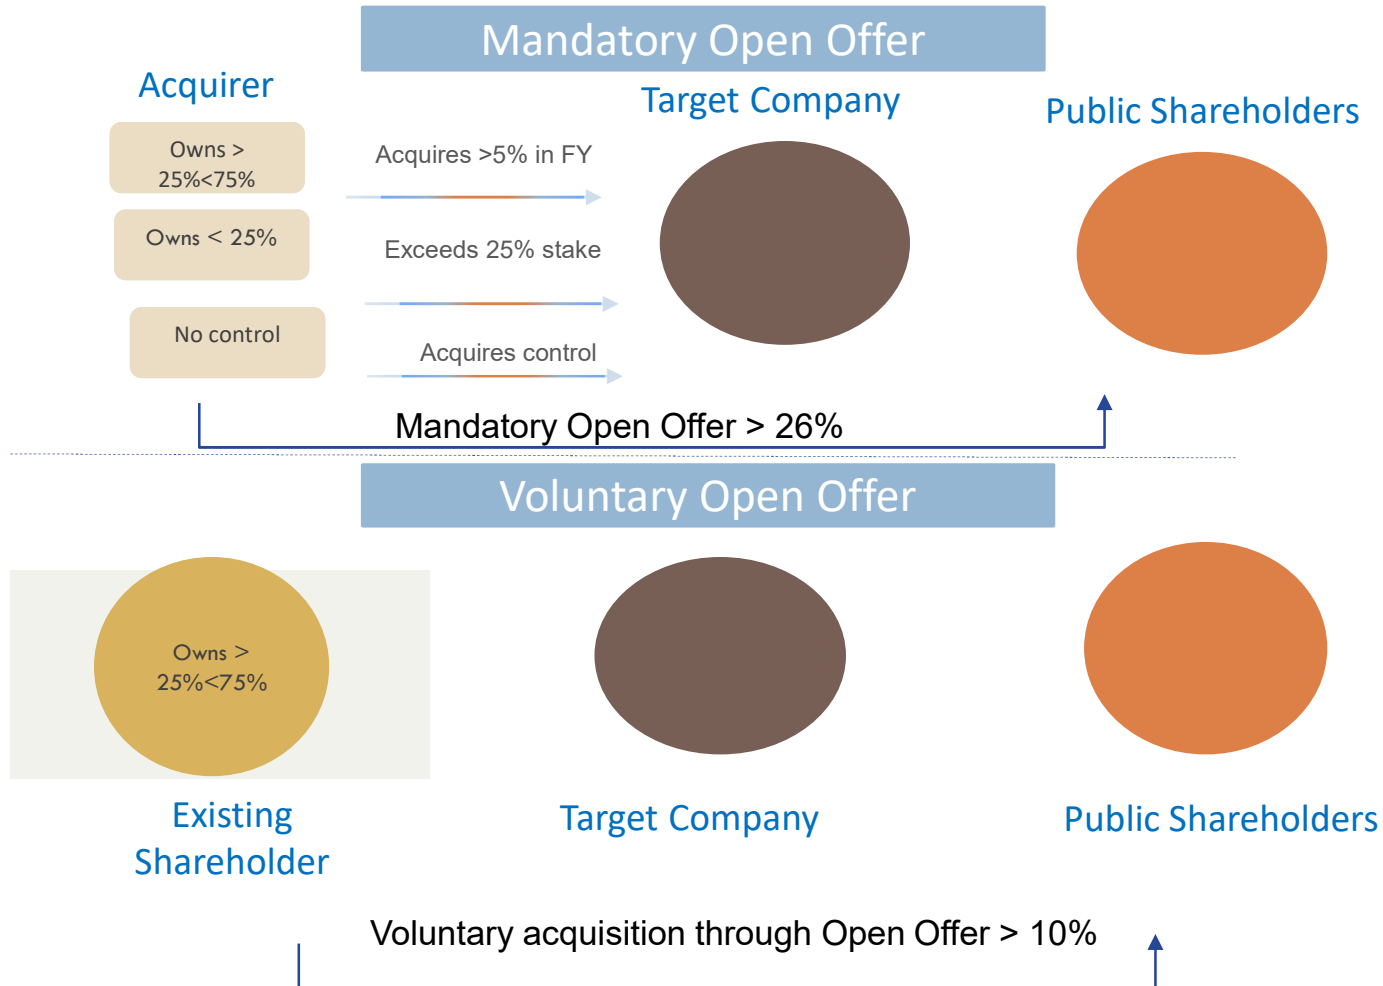 Mandatory Open Offer
Acquirer
Target Company
Public Shareholders
Owns >
25%<75%
Acquires >5% in FY
Owns < 25%
Exceeds 25% stake
No control
Acquires control
Mandatory Open Offer > 26%
Voluntary Open Offer
Owns >
25%<75%
Existing
Shareholder
Target Company
Public Shareholders
Voluntary acquisition through Open Offer > 10%